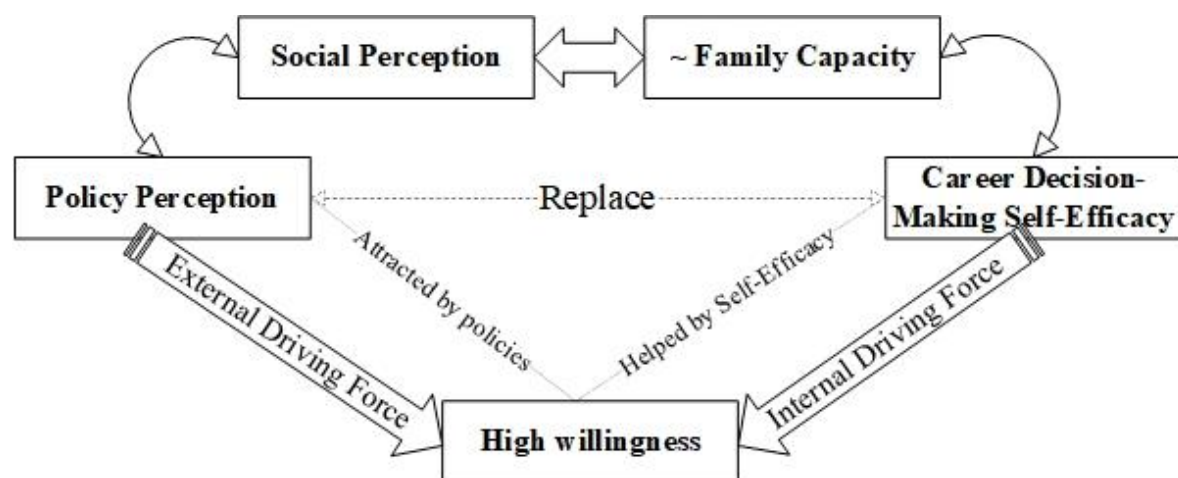 Social Perception
~ Family Capacity
Policy Perception
Replace
Career Decision-
Making Self-Efficacy
External Driving Force
Attracted by policies
Helped by Self-Efficacy
Internal Driving Force
High willingness